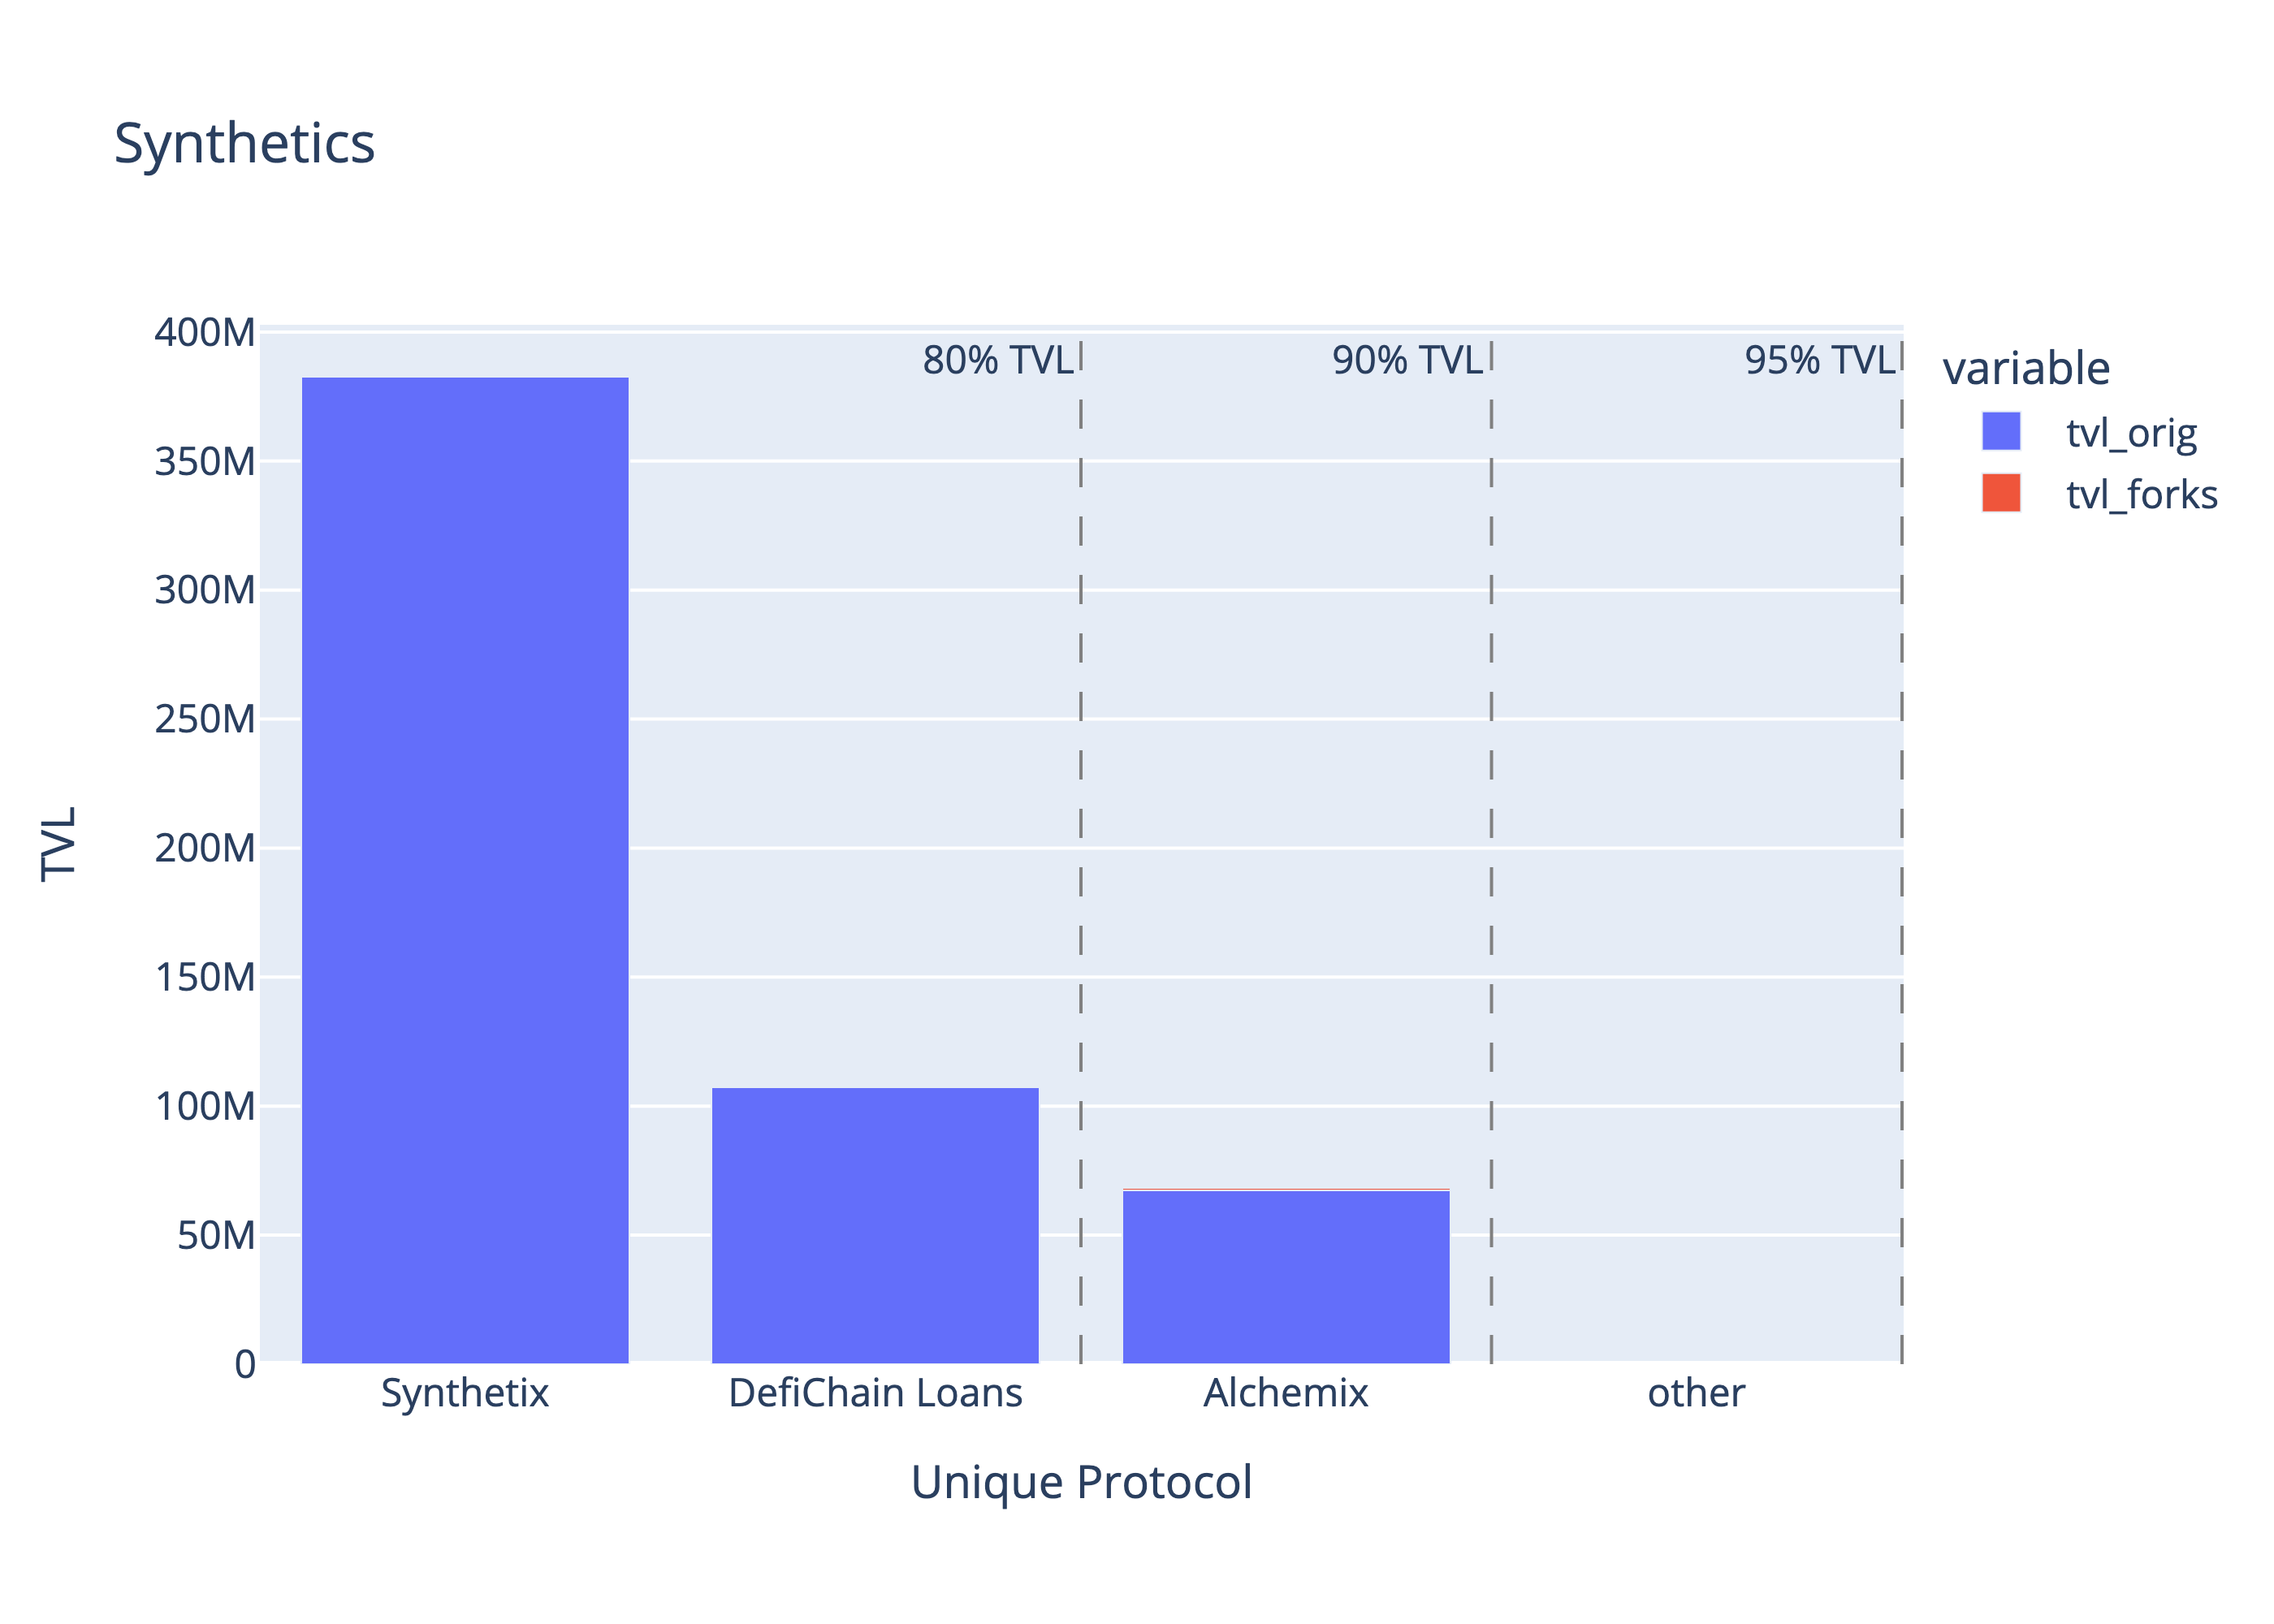 Synthetics
400M
350M
300M
250M
200M
150M
100M
50M
0
TVL
80% TVL
90% TVL
95% TVL
variable
tvl_orig
tvl_forks
Synthetix
DefiChain Loans
Alchemix
other
Unique Protocol